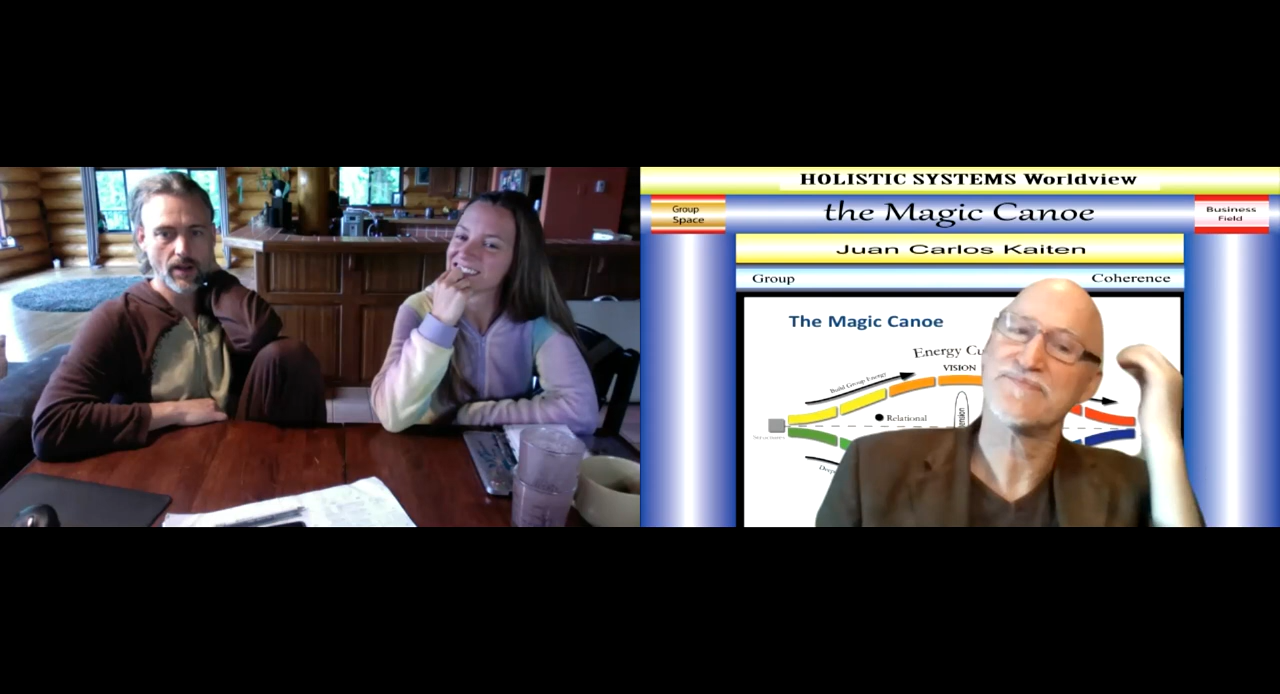 HOLISTIC SYSTEMS Worldview
Group
Space
the Magic Canoe
Business
Field
Juan Carlos Kaiten
Group
Coherence
The Magic Canoe
Energy
VISION
Build Group Energy
Relational